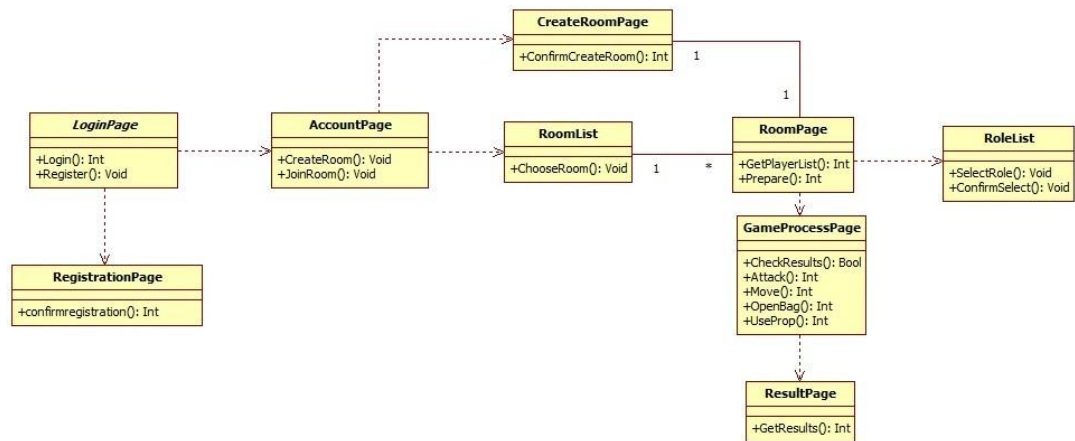 CreateRoomPage
+ConfirmCreateRoom(): Int
1
1
LoginPage
+Login(): Int
+Register(): Void
AccountPage
+CreateRoom(): Void
+JoinRoom(): Void
RoomList
+ChooseRoom(): Void
1
*
RoomPage
+GetPlayerList(): Int
+Prepare(): Int
RoleList
+SelectRole(): Void
+ConfirmSelect(): Void
GameProcessPage
+CheckResults(): Bool
+Attack(): Int
+Move(): Int
+OpenBag(): Int
+UseProp(): Int
RegistrationPage
+confirmregistration(): Int
ResultPage
+GetResults(): Int